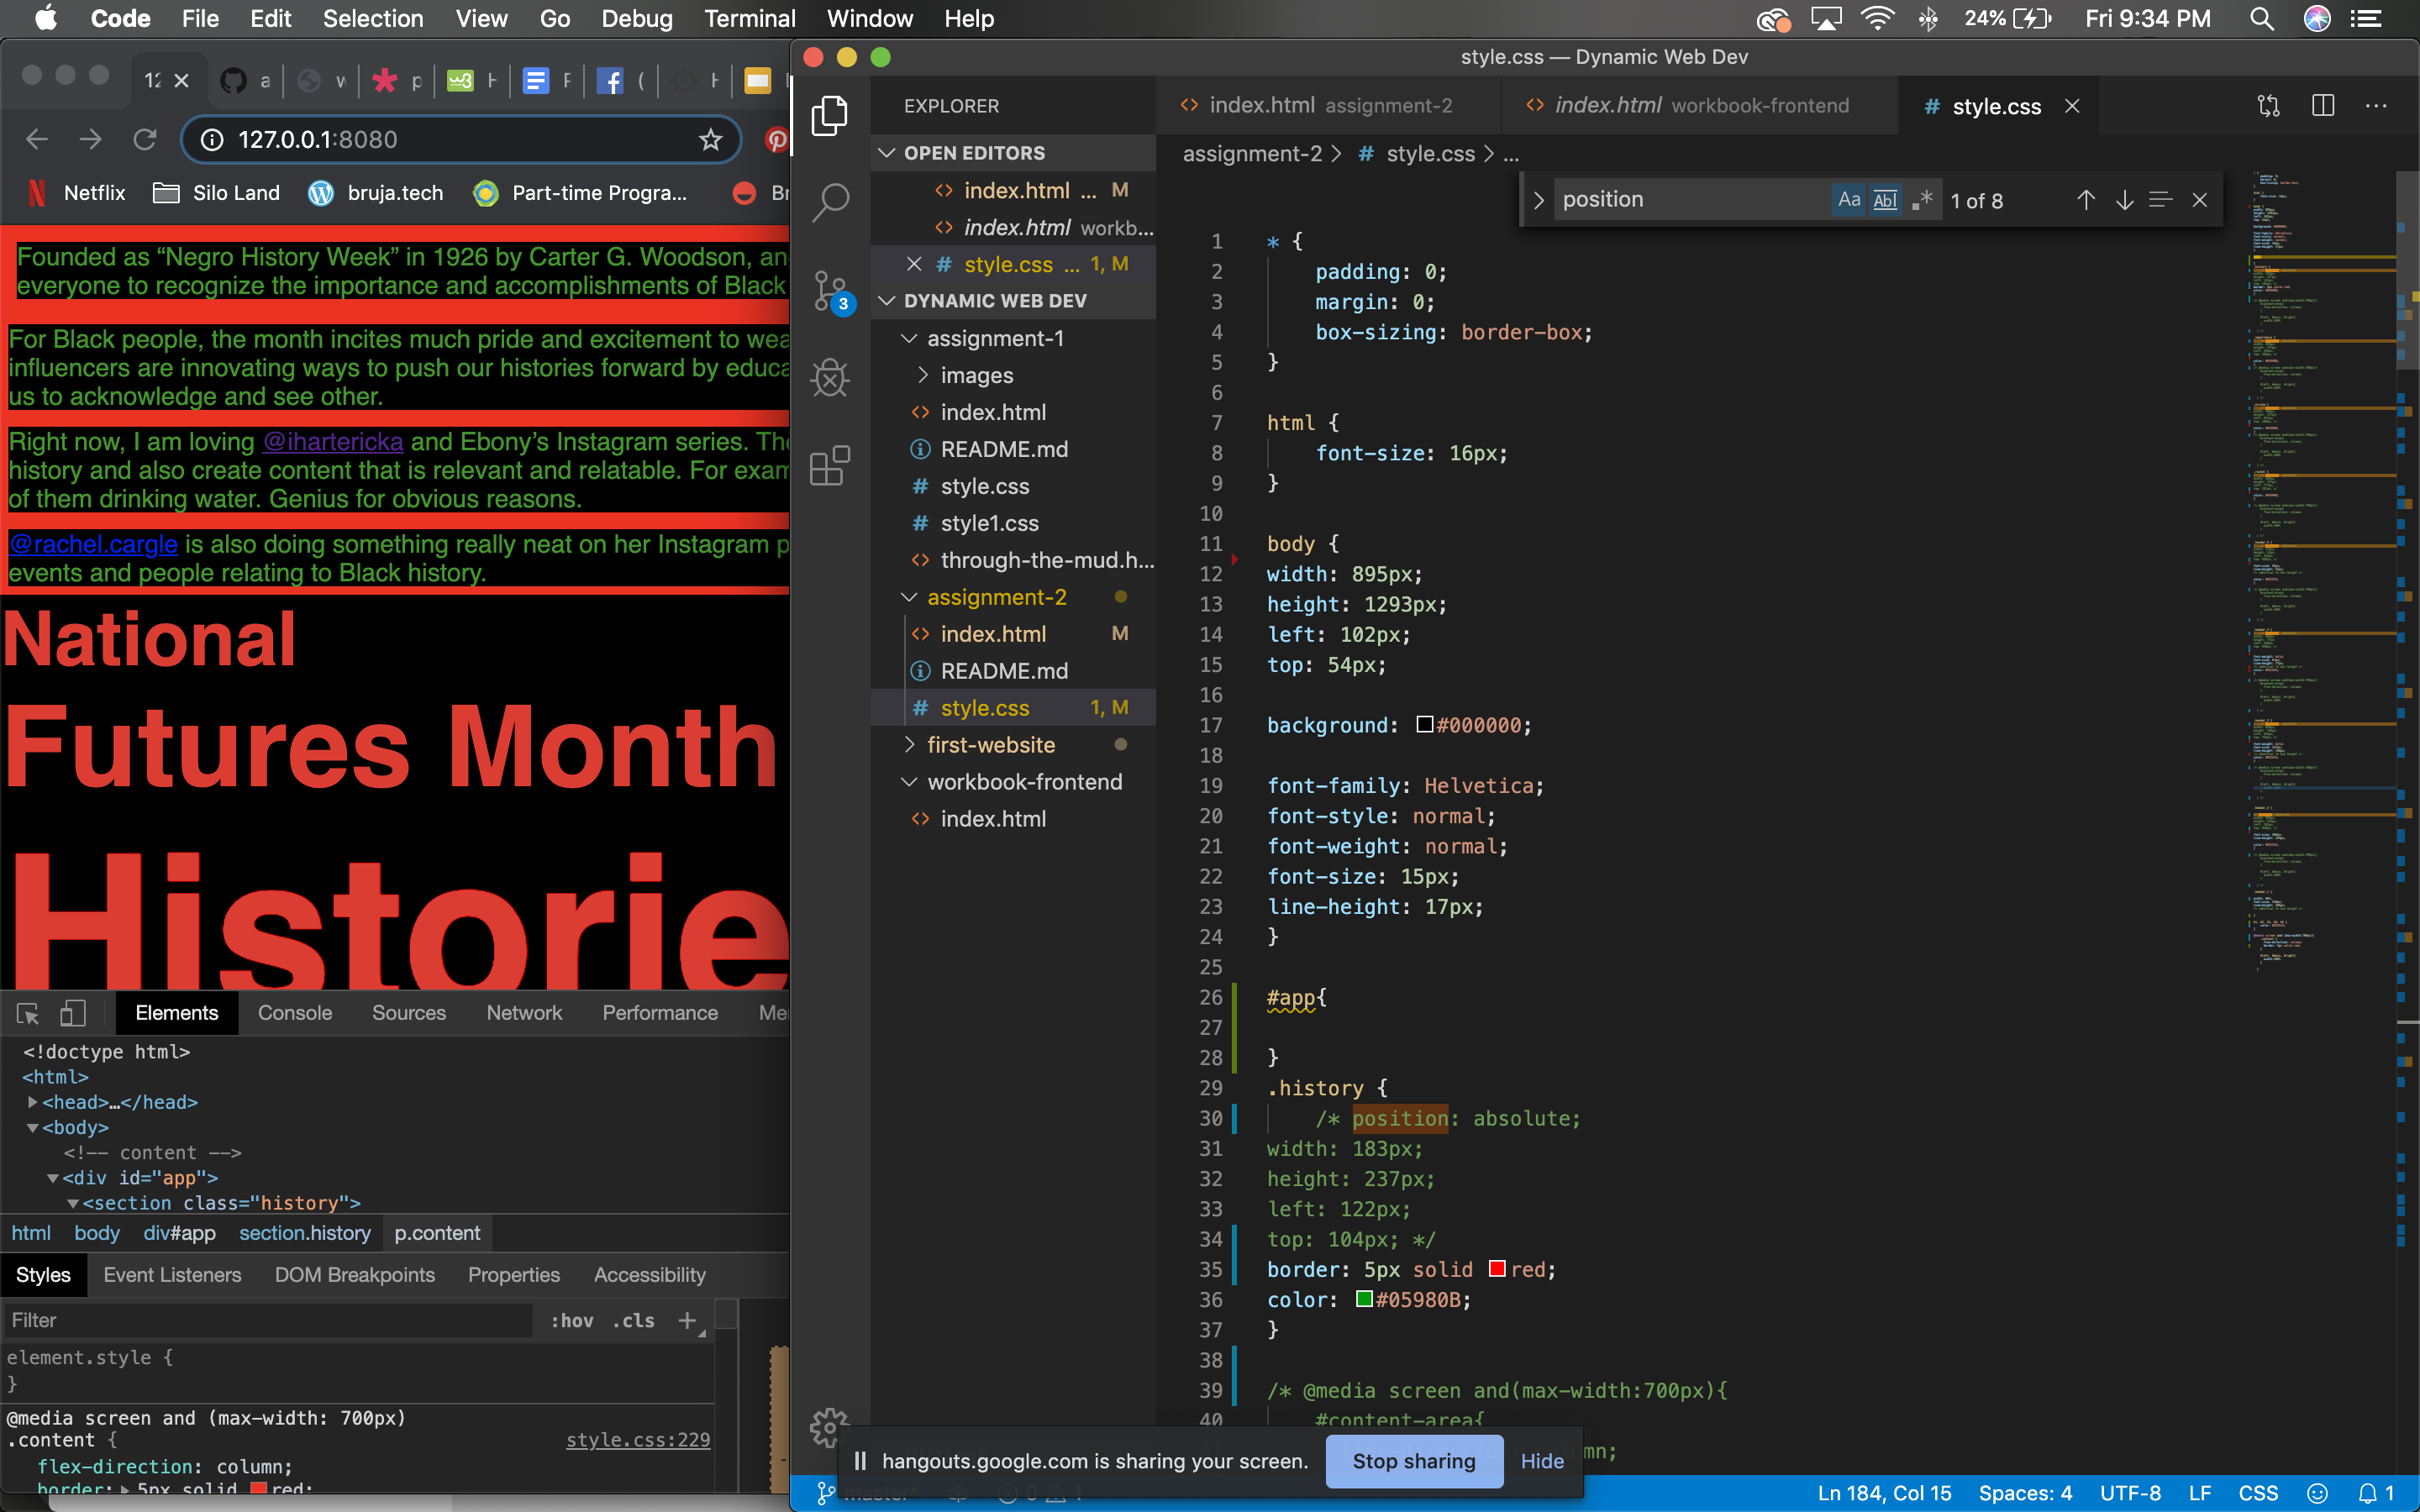 Code File Edit Selection View Go Debug Terminal Window Help 24% Fri 9:34 PM
style.css — Dynamic Web Dev
127.0.0.1:8080
Netflix Silo Land bruja.tech Part-time Progra...
Founded as “Negro History Week” in 1926 by Carter G. Woodson,
everyone to recognize the importance and accomplishments of Black
For Black people, the month incites much pride and excitement to
influencers are innovating ways to push our histories forward by
us to acknowledge and see other.
Right now, I am loving @ihartericka and Ebony’s Instagram series.
history and also create content that is relevant and relatable. For
of them drinking water. Genius for obvious reasons.
@rachel.cargle is also doing something really neat on her Instagram
events and people relating to Black history.
National
Futures Month
Historie
Elements Console Sources Network Performance
<!doctype html>
<html>
<head>…</head>
<body>
<!-- content -->
<div id="app">
<section class="history">
html body div#app section.history p.content
Styles Event Listeners DOM Breakpoints Properties Accessibility
Filter :hov .cls +
element.style {
}
@media screen and (max-width: 700px)
.content { style.css:229
flex-direction: column;
border: 5px solid red;
EXPLORER
OPEN EDITORS
index.html ... M
index.html workb...
style.css ... 1, M
DYNAMIC WEB DEV
assignment-1
images
index.html
README.md
style.css
style1.css
through-the-mud.h...
assignment-2
index.html M
README.md
style.css 1, M
first-website
workbook-frontend
index.html
3
index.html assignment-2 index.html workbook-frontend style.css
assignment-2 > # style.css > ...
position Aa Abl .* 1 of 8
1 * {
2 padding: 0;
3 margin: 0;
4 box-sizing: border-box;
5 }
6
7 html {
8 font-size: 16px;
9 }
10
11 body {
12 width: 895px;
13 height: 1293px;
14 left: 102px;
15 top: 54px;
16
17 background: #000000;
18
19 font-family: Helvetica;
20 font-style: normal;
21 font-weight: normal;
22 font-size: 15px;
23 line-height: 17px;
24 }
25
26 #app{
27
28 }
29 .history {
30 /* position: absolute;
31 width: 183px;
32 height: 237px;
33 left: 122px;
34 top: 104px; */
35 border: 5px solid red;
36 color: #05980B;
37 }
38
39 /* @media screen and(max-width:700px){
40 #content-area{
mn;
hangouts.google.com is sharing your screen. Stop sharing Hide
master* 0 1 Ln 184, Col 15 Spaces: 4 UTF-8 LF CSS 1